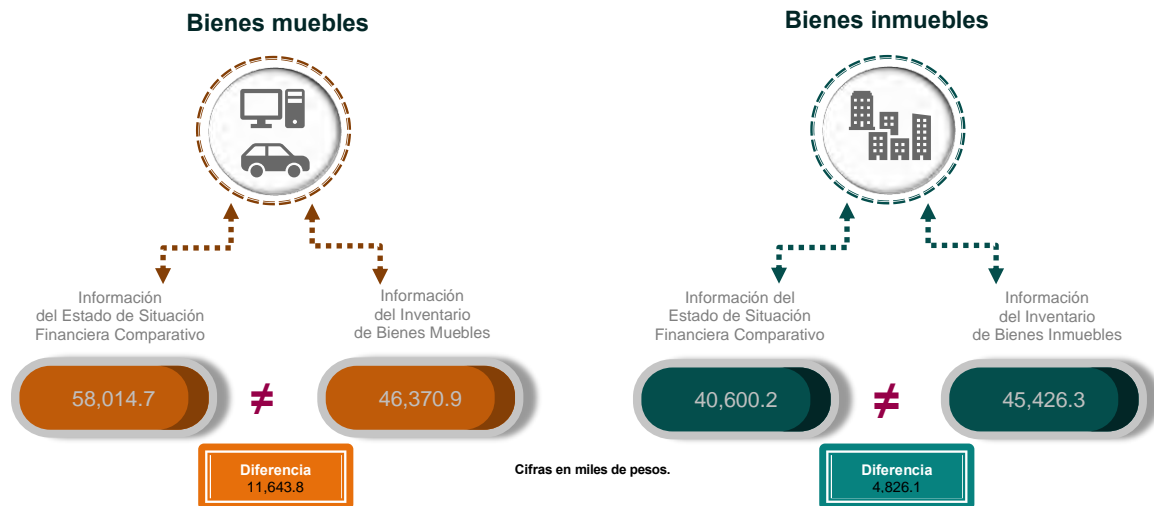 Bienes muebles
Información
del Estado de Situación
Financiera Comparativo
Información
del Inventario
de Bienes Muebles
58,014.7
≠
46,370.9
Diferencia
11,643.8
Cifras en miles de pesos.
Bienes inmuebles
Información del
Estado de Situación
Financiera Comparativo
Información
del Inventario
de Bienes Inmuebles
40,600.2
≠
45,426.3
Diferencia
4,826.1